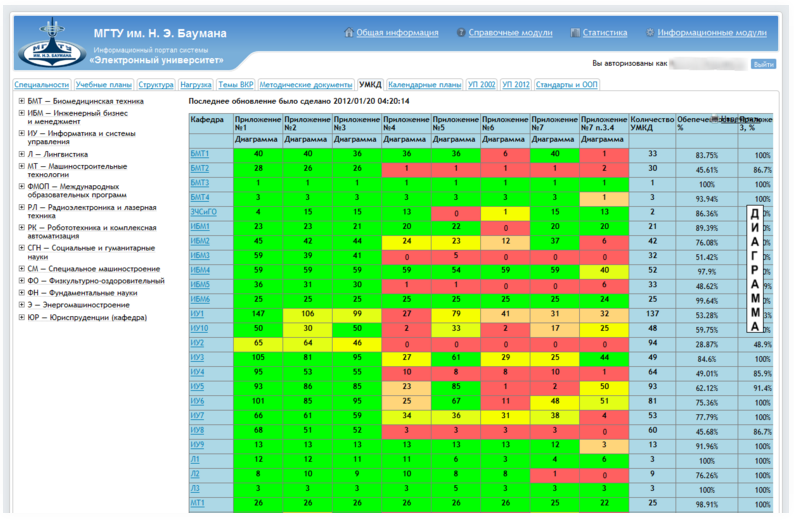 МГТУ им. Н. Э. Баумана
Информационный портал системы
«Электронный университет»
МГТУ
ИМ. Н.Э. БАУМАНА
Общая информация Справочные модули Статистика Информационные модули
Вы авторизованы как
Выйти
Специальности Учебные планы Структура Нагрузка Темы ВКР Методические документы УМКД Календарные планы УП 2002 УП 2012 Стандарты и ООП
БМТ — Биомедицинская техника
ИБМ — Инженерный бизнес
и менеджмент
ИУ — Информатика и системы
управления
Л — Лингвистика
МТ — Машиностроительные
технологии
ФМОП — Международных
образовательных программ
РЛ — Радиоэлектроника и лазерная
техника
РК — Робототехника и комплексная
автоматизация
СГН — Социальные и гуманитарные
науки
СМ — Специальное машиностроение
ФО — Физкультурно-оздоровительный
ФН — Фундаментальные науки
Э — Энергомашиностроение
ЮР — Юриспруденции (кафедра)
Последнее обновление было сделано 2012/01/20 04:20:14
Кафедра Приложение №1 Приложение №2 Приложение №3 Приложение №4 Приложение №5 Приложение №6 Приложение №7 Приложение №7 п.3.4 Количество УМКД % 3, %
Диаграмма Диаграмма Диаграмма Диаграмма Диаграмма Диаграмма Диаграмма Диаграмма
БМТ1 40 40 36 36 36 6 40 1 33 83.75% 100%
БМТ2 28 26 26 1 1 1 1 2 30 45.61% 86.7%
БМТ3 1 1 1 1 1 1 1 1 1 100% 100%
БМТ4 3 3 3 3 3 3 3 1 3 93.94% 100%
ЗЧСиГО 4 15 15 13 0 1 15 13 2 86.36%
ИБМ1 23 23 21 20 22 0 20 20 21 89.39%
ИБМ2 45 42 44 24 23 12 37 6 42 76.08%
ИБМ3 59 39 41 0 5 0 0 0 32 51.42%
ИБМ4 59 59 59 59 54 59 59 40 52 97.9%
ИБМ5 36 31 30 1 1 0 0 6 33 48.62%
ИБМ6 25 25 25 25 25 25 25 24 25 99.64%
ИУ1 147 106 99 27 79 41 31 32 137 53.28%
ИУ10 50 30 50 2 33 2 17 25 48 59.75%
ИУ2 65 64 46 0 0 0 0 0 94 28.87% 48.9%
ИУ3 105 81 95 27 61 29 25 44 49 84.6% 100%
ИУ4 95 53 55 10 8 8 10 1 64 49.01% 85.9%
ИУ5 93 86 85 23 85 1 2 50 93 62.12% 91.4%
ИУ6 101 85 95 25 67 11 48 51 81 75.36% 100%
ИУ7 66 61 59 34 36 31 38 4 53 77.79% 100%
ИУ8 68 51 52 3 3 3 3 0 60 45.68% 86.7%
ИУ9 13 13 13 13 13 13 12 3 13 91.96% 100%
Л1 12 12 11 11 6 3 4 6 3 100% 100%
Л2 8 10 9 10 8 8 1 0 9 76.26% 100%
Л3 3 3 3 3 5 3 3 3 3 100% 100%
МТ1 26 26 26 26 26 26 25 22 25 98.91% 100%
ДИАГРАММА